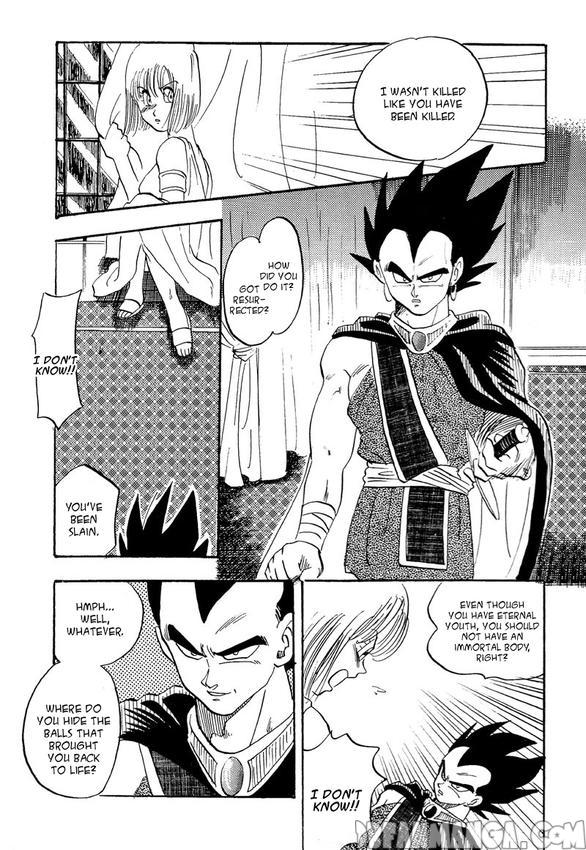 I WASN'T KILLED
LIKE YOU HAVE
BEEN KILLED.
HOW
DID YOU
DO IT?
GOT
RESUR-
RECTED?
I DON'T
KNOW!!
YOU'VE
BEEN
SLAIN.
EVEN THOUGH
YOU HAVE ETERNAL
YOUTH, YOU SHOULD
NOT HAVE AN
IMMORTAL BODY,
RIGHT?
I DON'T
KNOW!!
HMPH...
WELL,
WHATEVER.
WHERE DO
YOU HIDE THE
BALLS THAT
BROUGHT
YOU BACK
TO LIFE?